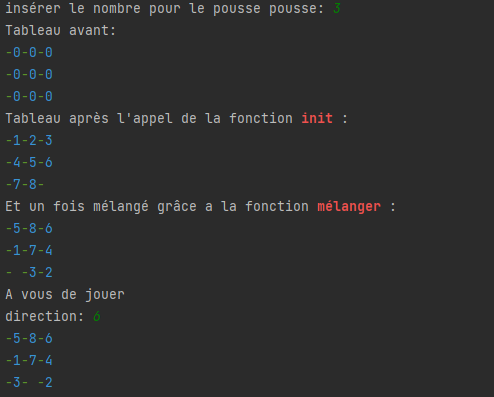 insérer le nombre pour le pousse pousse: 3
Tableau avant:
-0-0-0
-0-0-0
-0-0-0
Tableau après l'appel de la fonction init :
-1-2-3
-4-5-6
-7-8-
Et un fois mélangé grâce a la fonction mélanger :
-5-8-6
-1-7-4
- -3-2
A vous de jouer
direction: 6
-5-8-6
-1-7-4
-3- -2